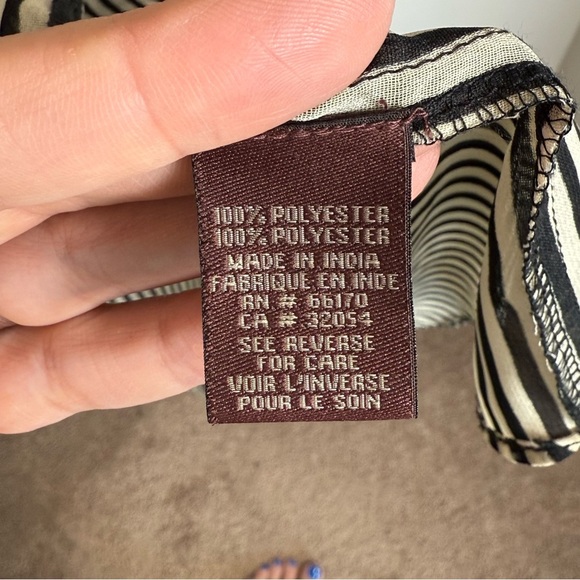 100% POLYESTER
100% POLYESTER
MADE IN INDIA
FABRIQUE EN INDE
RN # 66170
CA # 32054
SEE REVERSE
FOR CARE
VOIR L'INVERSE
POUR LE SOIN